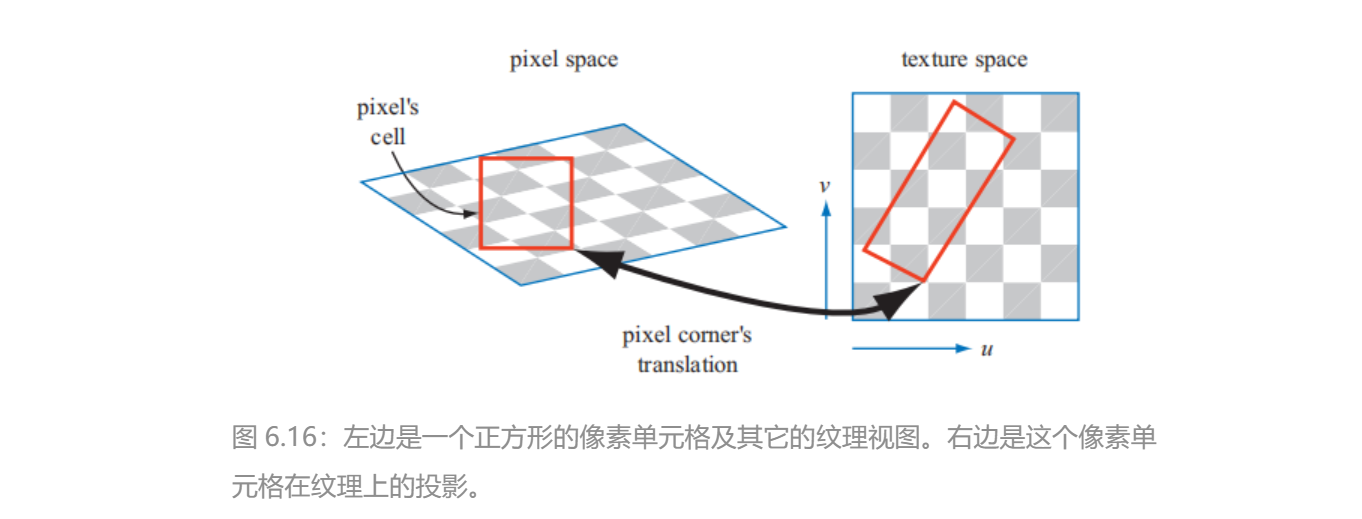 pixel space
texture space
pixel's
cell
v
pixel corner's
translation
u
图 6.16：左边是一个正方形的像素单元格及其它的纹理视图。右边是这个像素单
元格在纹理上的投影。